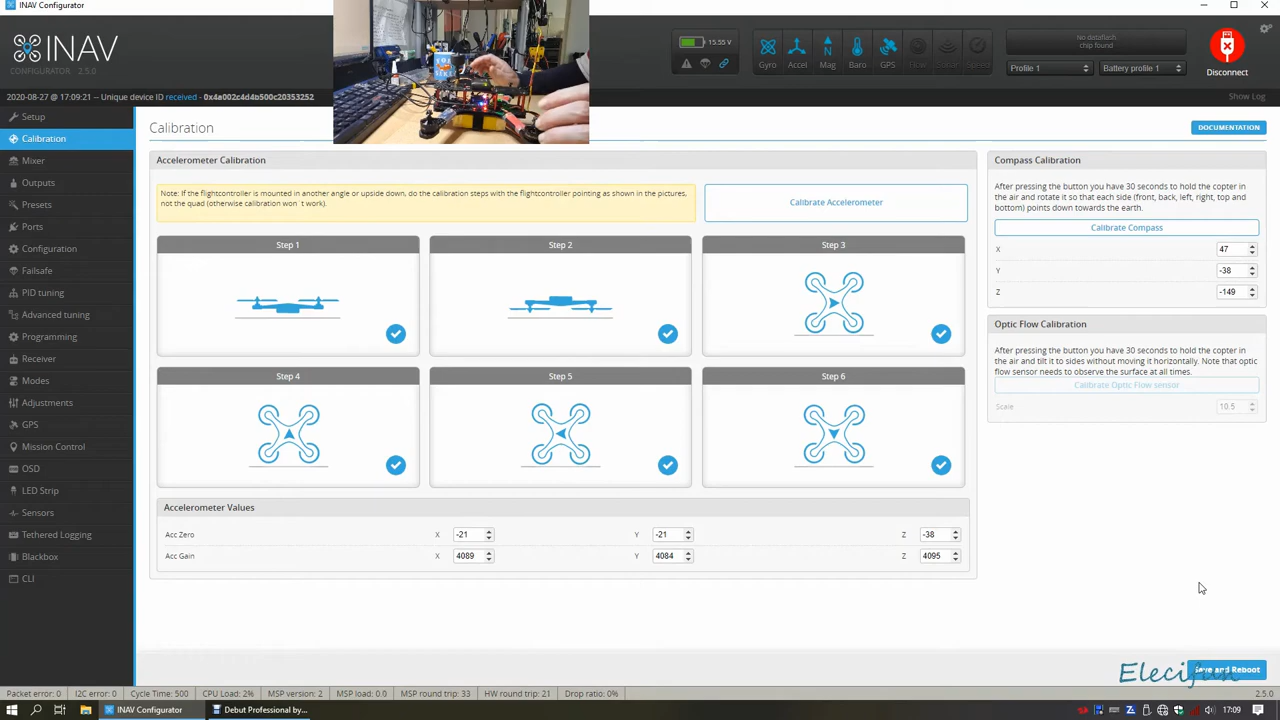 INAV Configurator
INAV
CONFIGURATOR 2.5.0
15.55 V
Gyro
Accel
Mag
Baro
GPS
Flow
Sonar
Speed
No dataflash
chip found
Profile 1
Battery profile 1
Disconnect
2020-08-27 @ 17:09:21 -- Unique device ID received - 0x4a002c4d4b500c20353252
Show Log
Setup
Calibration
Mixer
Outputs
Presets
Ports
Configuration
Failsafe
PID tuning
Advanced tuning
Programming
Receiver
Modes
Adjustments
GPS
Mission Control
OSD
LED Strip
Sensors
Tethered Logging
Blackbox
CLI
Calibration
DOCUMENTATION
Accelerometer Calibration
Note: If the flightcontroller is mounted in another angle or upside down, do the calibration steps with the flightcontroller pointing as shown in the pictures,
not the quad (otherwise calibration won`t work).
Calibrate Accelerometer
Step 1
Step 2
Step 3
Step 4
Step 5
Step 6
Accelerometer Values
Acc Zero X -21 Y -21 Z -38
Acc Gain X 4089 Y 4084 Z 4095
Compass Calibration
After pressing the button you have 30 seconds to hold the copter in
the air and rotate it so that each side (front, back, left, right, top and
bottom) points down towards the earth.
Calibrate Compass
X 47
Y -38
Z -149
Optic Flow Calibration
After pressing the button you have 30 seconds to hold the copter in
the air and tilt it to sides without moving it horizontally. Note that optic
flow sensor needs to observe the surface at all times.
Calibrate Optic Flow sensor
Scale 10.5
Save and Reboot
Elecifun
Packet error: 0 I2C error: 0 Cycle Time: 500 CPU Load: 2% MSP version: 2 MSP load: 0.0 MSP round trip: 33 HW round trip: 21 Drop ratio: 0% 2.5.0
INAV Configurator
Debut Professional by...
17:09